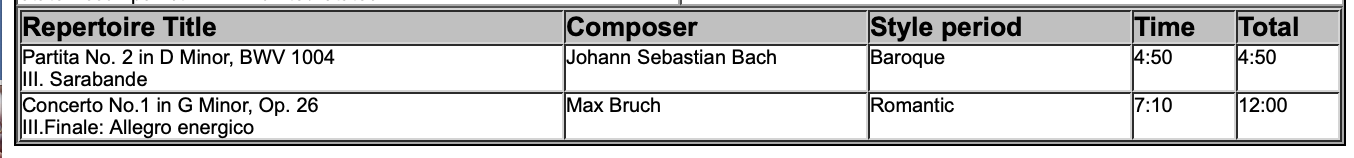 Repertoire Title Composer Style period Time Total
Partita No. 2 in D Minor, BWV 1004 Johann Sebastian Bach Baroque 4:50 4:50
III. Sarabande
Concerto No.1 in G Minor, Op. 26 Max Bruch Romantic 7:10 12:00
III.Finale: Allegro energico